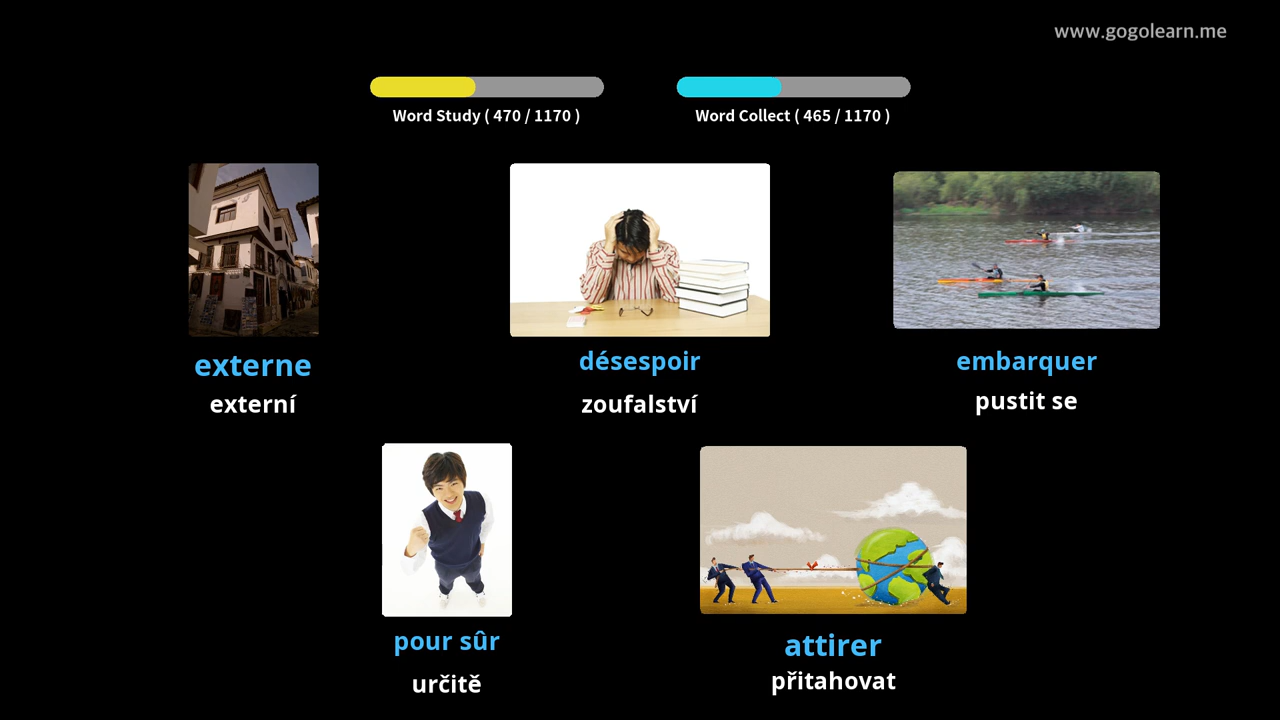 www.gogolearn.me
Word Study ( 470 / 1170 )
Word Collect ( 465 / 1170 )
externe
externí
désespoir
zoufalství
embarquer
pustit se
pour sûr
určitě
attirer
přitahovat